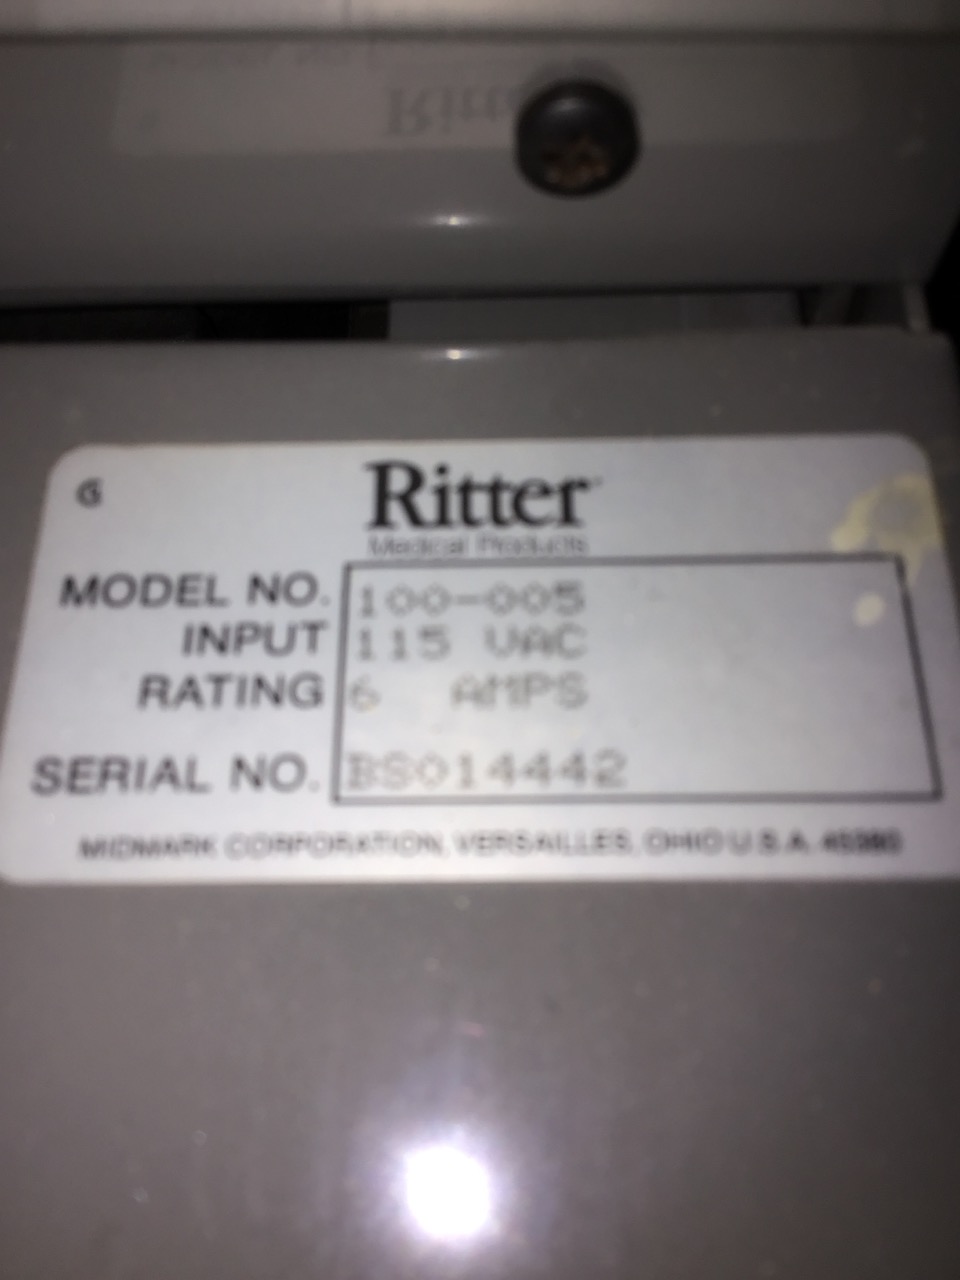 G
Ritter
Medical Products
MODEL NO. 100-005
INPUT 115 VAC
RATING 6 AMPS
SERIAL NO. BS014442
MIDMARK CORPORATION, VERSAILLES, OHIO U.S.A. 45380